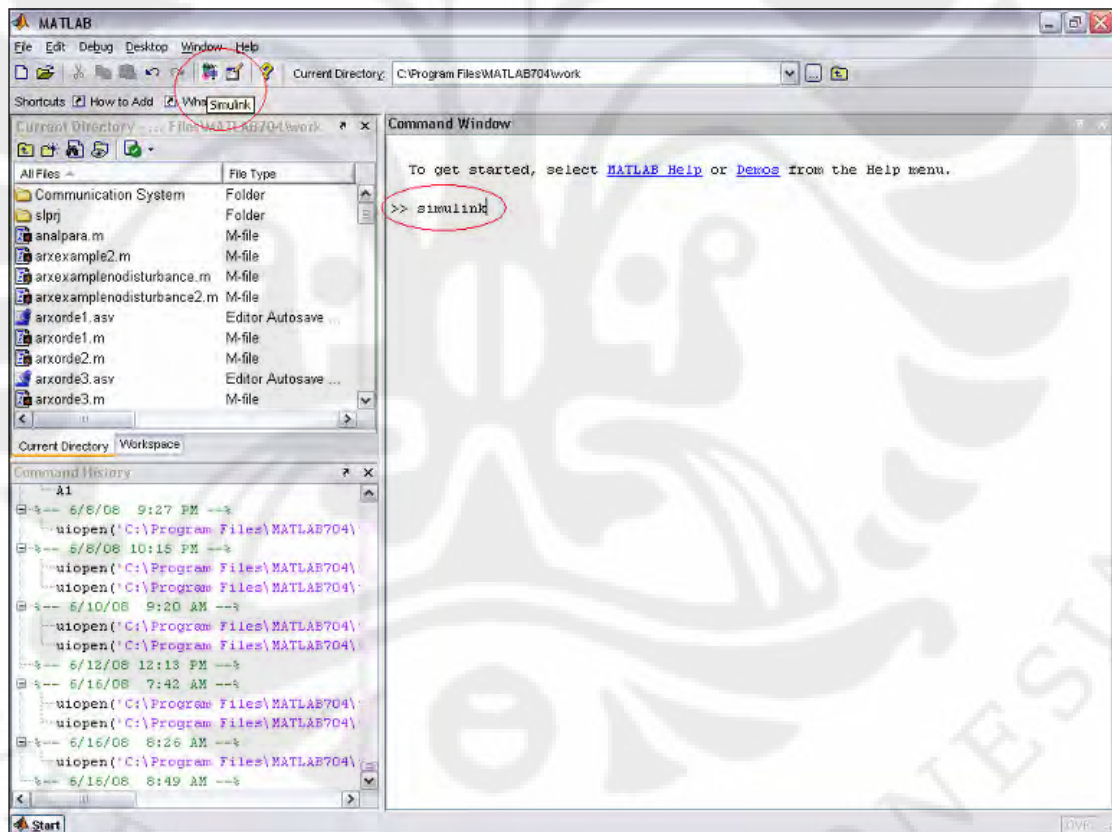 MATLAB
File Edit Debug Desktop Window Help
Current Directory: C:\Program Files\MATLAB704\work
Shortcuts How to Add
Simulink
Current Directory - ... Files\MATLAB704\work
All Files File Type
Communication System Folder
slprj Folder
analpara.m M-file
arxexample2.m M-file
arxexamplenodisturbance.m M-file
arxexamplenodisturbance2.m M-file
arxorde1.asv Editor Autosave ...
arxorde1.m M-file
arxorde2.m M-file
arxorde3.asv Editor Autosave ...
arxorde3.m M-file
Current Directory Workspace
Command History
A1
%-- 6/8/08 9:27 PM --%
uiopen('C:\Program Files\MATLAB704\
%-- 6/8/08 10:15 PM --%
uiopen('C:\Program Files\MATLAB704\
uiopen('C:\Program Files\MATLAB704\
%-- 6/10/08 9:20 AM --%
uiopen('C:\Program Files\MATLAB704\
uiopen('C:\Program Files\MATLAB704\
%-- 6/12/08 12:13 PM --%
%-- 6/16/08 7:42 AM --%
uiopen('C:\Program Files\MATLAB704\
uiopen('C:\Program Files\MATLAB704\
%-- 6/16/08 8:26 AM --%
uiopen('C:\Program Files\MATLAB704\
%-- 6/16/08 8:49 AM --%
Command Window
To get started, select MATLAB Help or Demos from the Help menu.
>> simulink
Start
OVR